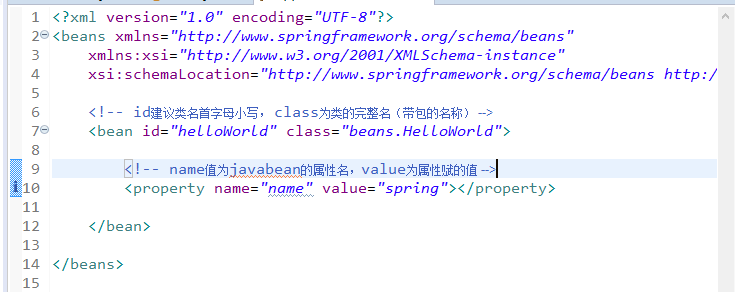 1 <?xml version="1.0" encoding="UTF-8"?>
2 <beans xmlns="http://www.springframework.org/schema/beans"
3 xmlns:xsi="http://www.w3.org/2001/XMLSchema-instance"
4 xsi:schemaLocation="http://www.springframework.org/schema/beans http:/
5
6 <!-- id建议类名首字母小写，class为类的完整名（带包的名称）-->
7 <bean id="helloWorld" class="beans.HelloWorld">
8
9 <!-- name值为javabean的属性名，value为属性赋的值 -->
10 <property name="name" value="spring"></property>
11
12 </bean>
13
14 </beans>
15